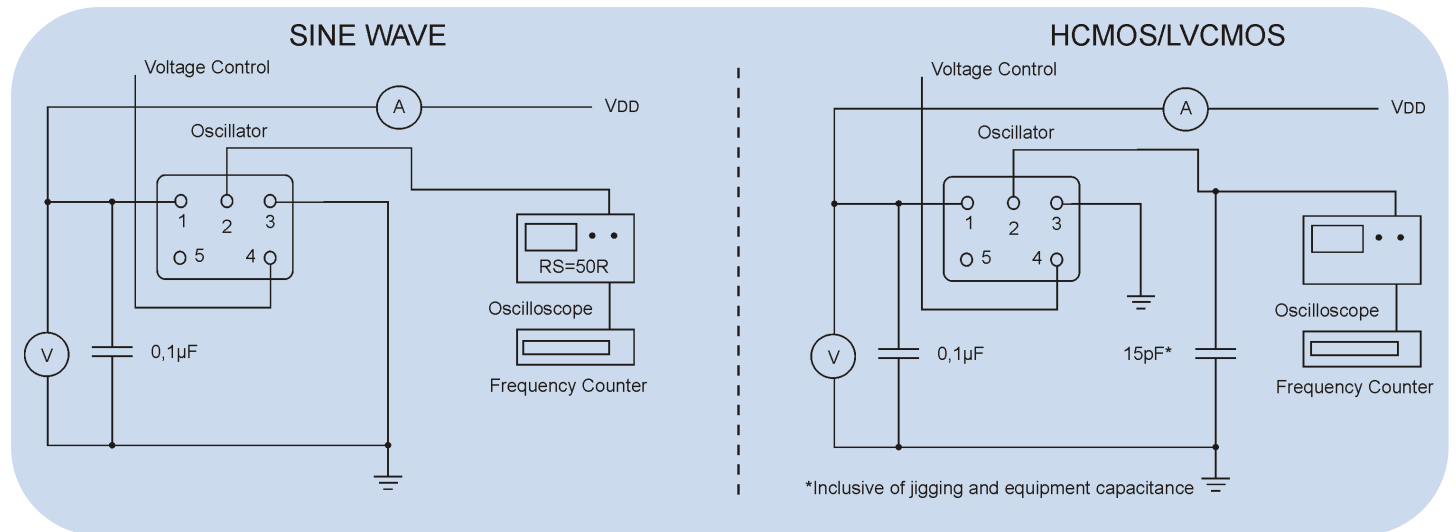 SINE WAVE
Voltage Control
A
VDD
Oscillator
1
2
3
5
4
RS=50R
Oscilloscope
V
0,1µF
Frequency Counter
HCMOS/LVCMOS
Voltage Control
A
VDD
Oscillator
1
2
3
5
4
Oscilloscope
V
0,1µF
15pF*
Frequency Counter
*Inclusive of jigging and equipment capacitance